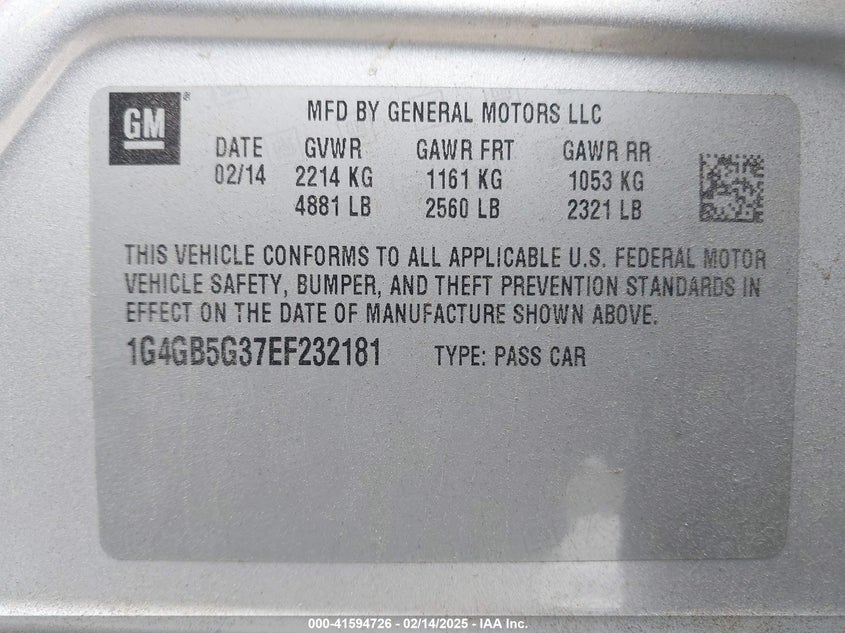 GM
MFD BY GENERAL MOTORS LLC
DATE GVWR GAWR FRT GAWR RR
02/14 2214 KG 1161 KG 1053 KG
4881 LB 2560 LB 2321 LB
THIS VEHICLE CONFORMS TO ALL APPLICABLE U.S. FEDERAL MOTOR
VEHICLE SAFETY, BUMPER, AND THEFT PREVENTION STANDARDS IN
EFFECT ON THE DATE OF MANUFACTURE SHOWN ABOVE.
1G4GB5G37EF232181 TYPE: PASS CAR
000-41594726 - 02/14/2025 - IAA Inc.